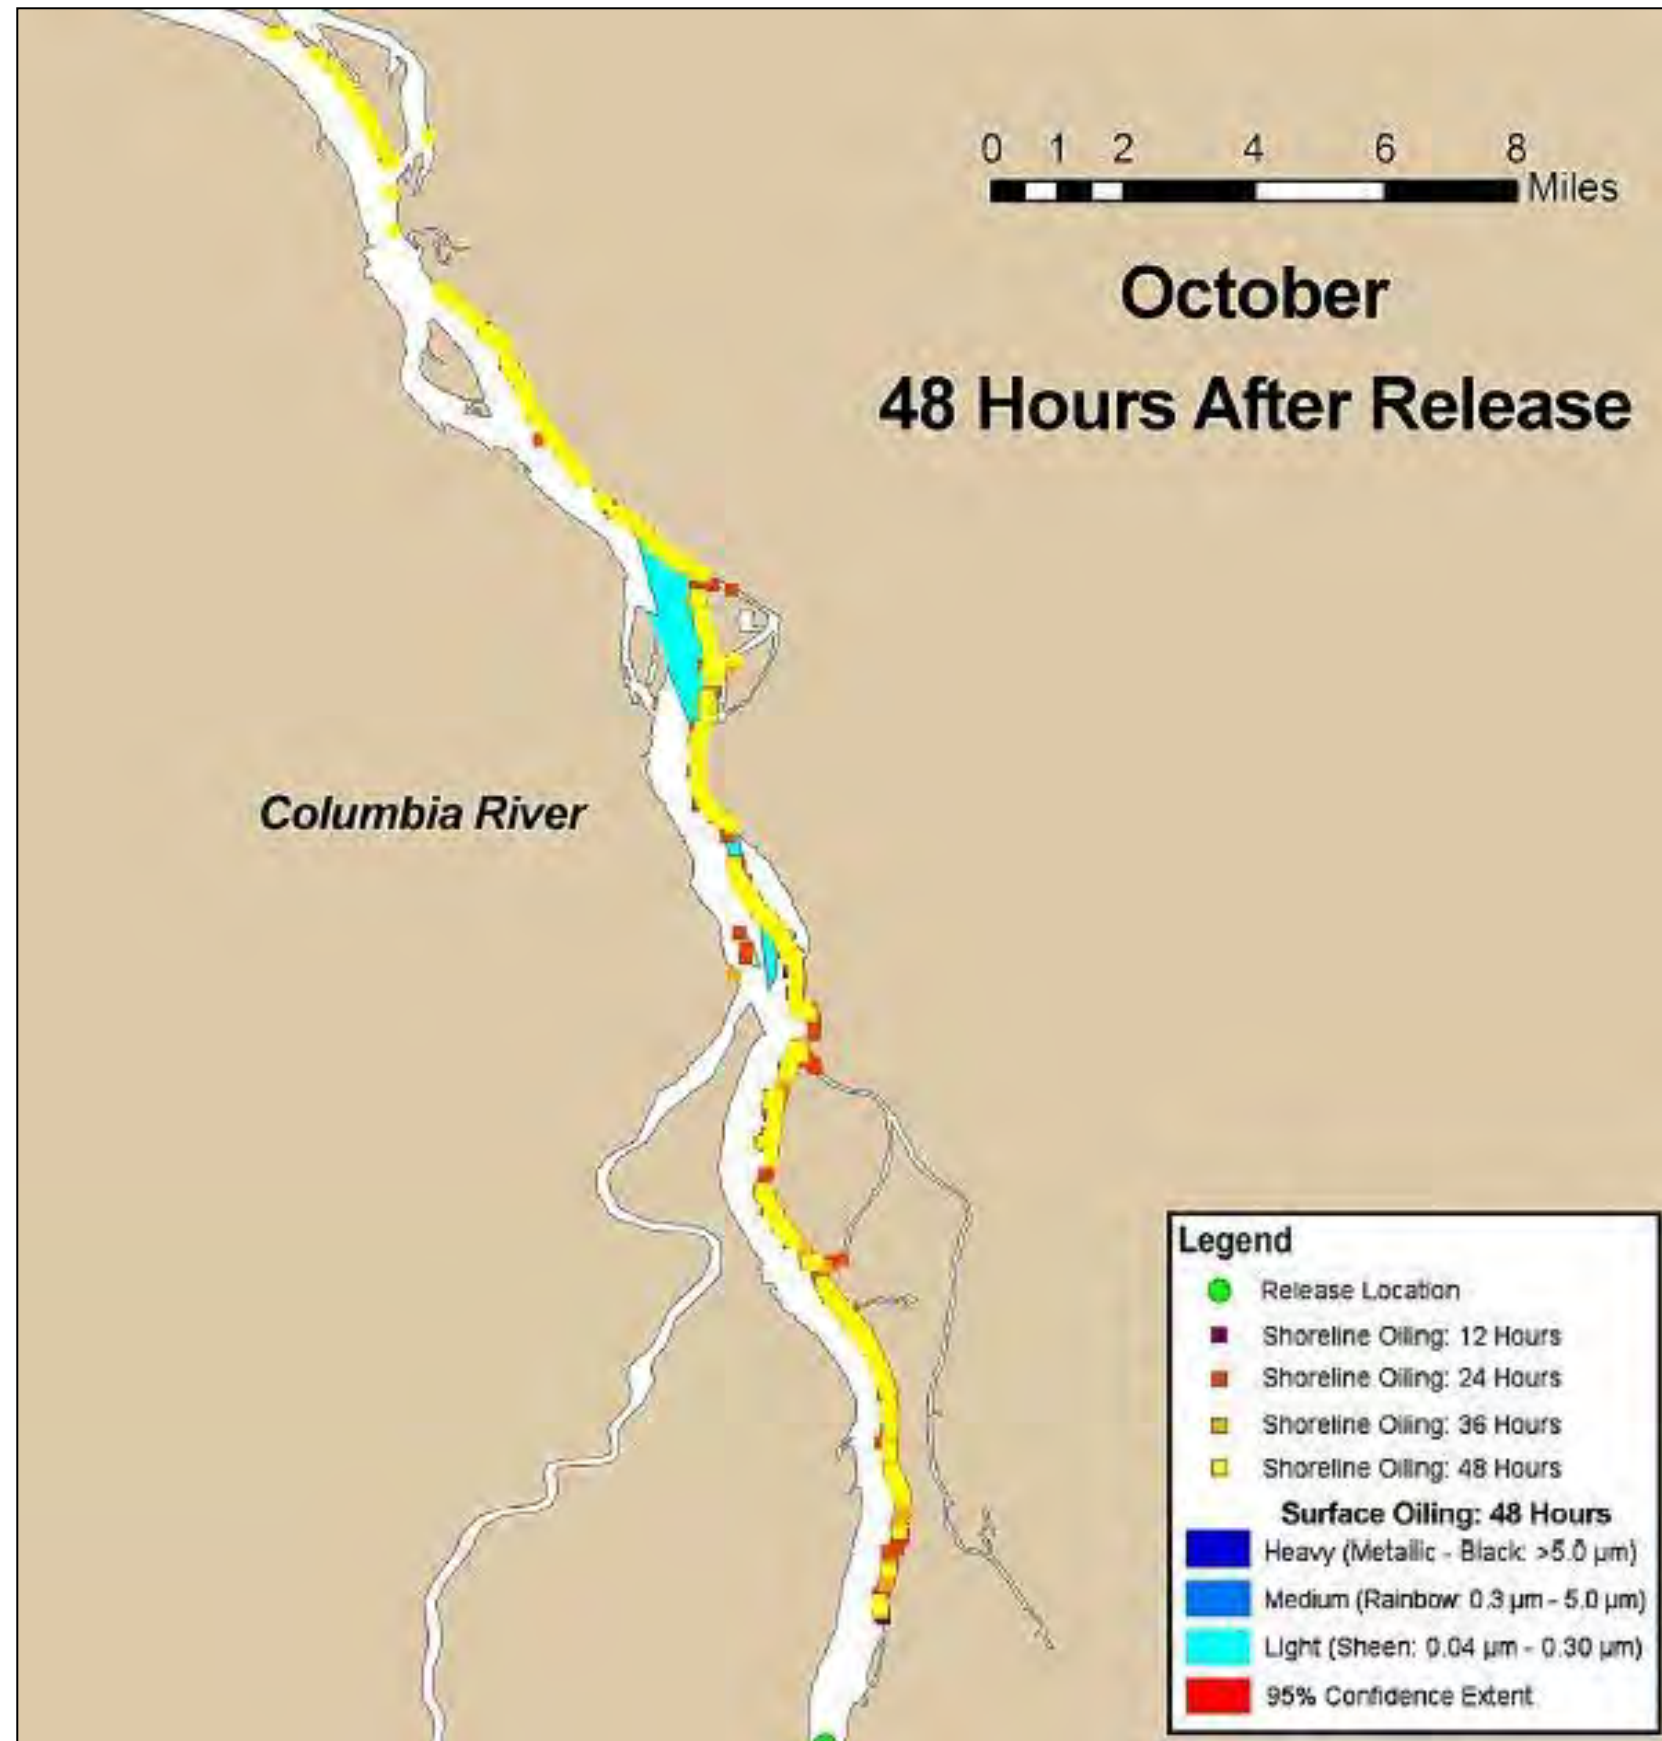 0 1 2 4 6 8
Miles
October
48 Hours After Release
Columbia River
Legend
Release Location
Shoreline Oiling: 12 Hours
Shoreline Oiling: 24 Hours
Shoreline Oiling: 36 Hours
Shoreline Oiling: 48 Hours
Surface Oiling: 48 Hours
Heavy (Metallic - Black: >5.0 µm)
Medium (Rainbow: 0.3 µm - 5.0 µm)
Light (Sheen: 0.04 µm - 0.30 µm)
95% Confidence Extent